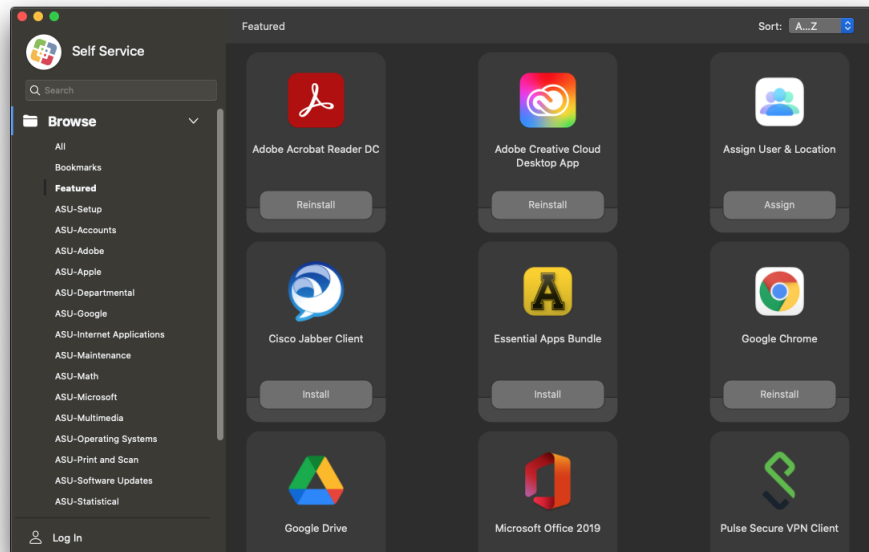 Self Service
Search
Browse
All
Bookmarks
Featured
ASU-Setup
ASU-Accounts
ASU-Adobe
ASU-Apple
ASU-Departmental
ASU-Google
ASU-Internet Applications
ASU-Maintenance
ASU-Math
ASU-Microsoft
ASU-Multimedia
ASU-Operating Systems
ASU-Print and Scan
ASU-Software Updates
ASU-Statistical
Log In
Featured
Sort: A...Z
Adobe Acrobat Reader DC
Reinstall
Adobe Creative Cloud
Desktop App
Reinstall
Assign User & Location
Assign
Cisco Jabber Client
Install
A
Essential Apps Bundle
Install
Google Chrome
Reinstall
Google Drive
Microsoft Office 2019
Pulse Secure VPN Client